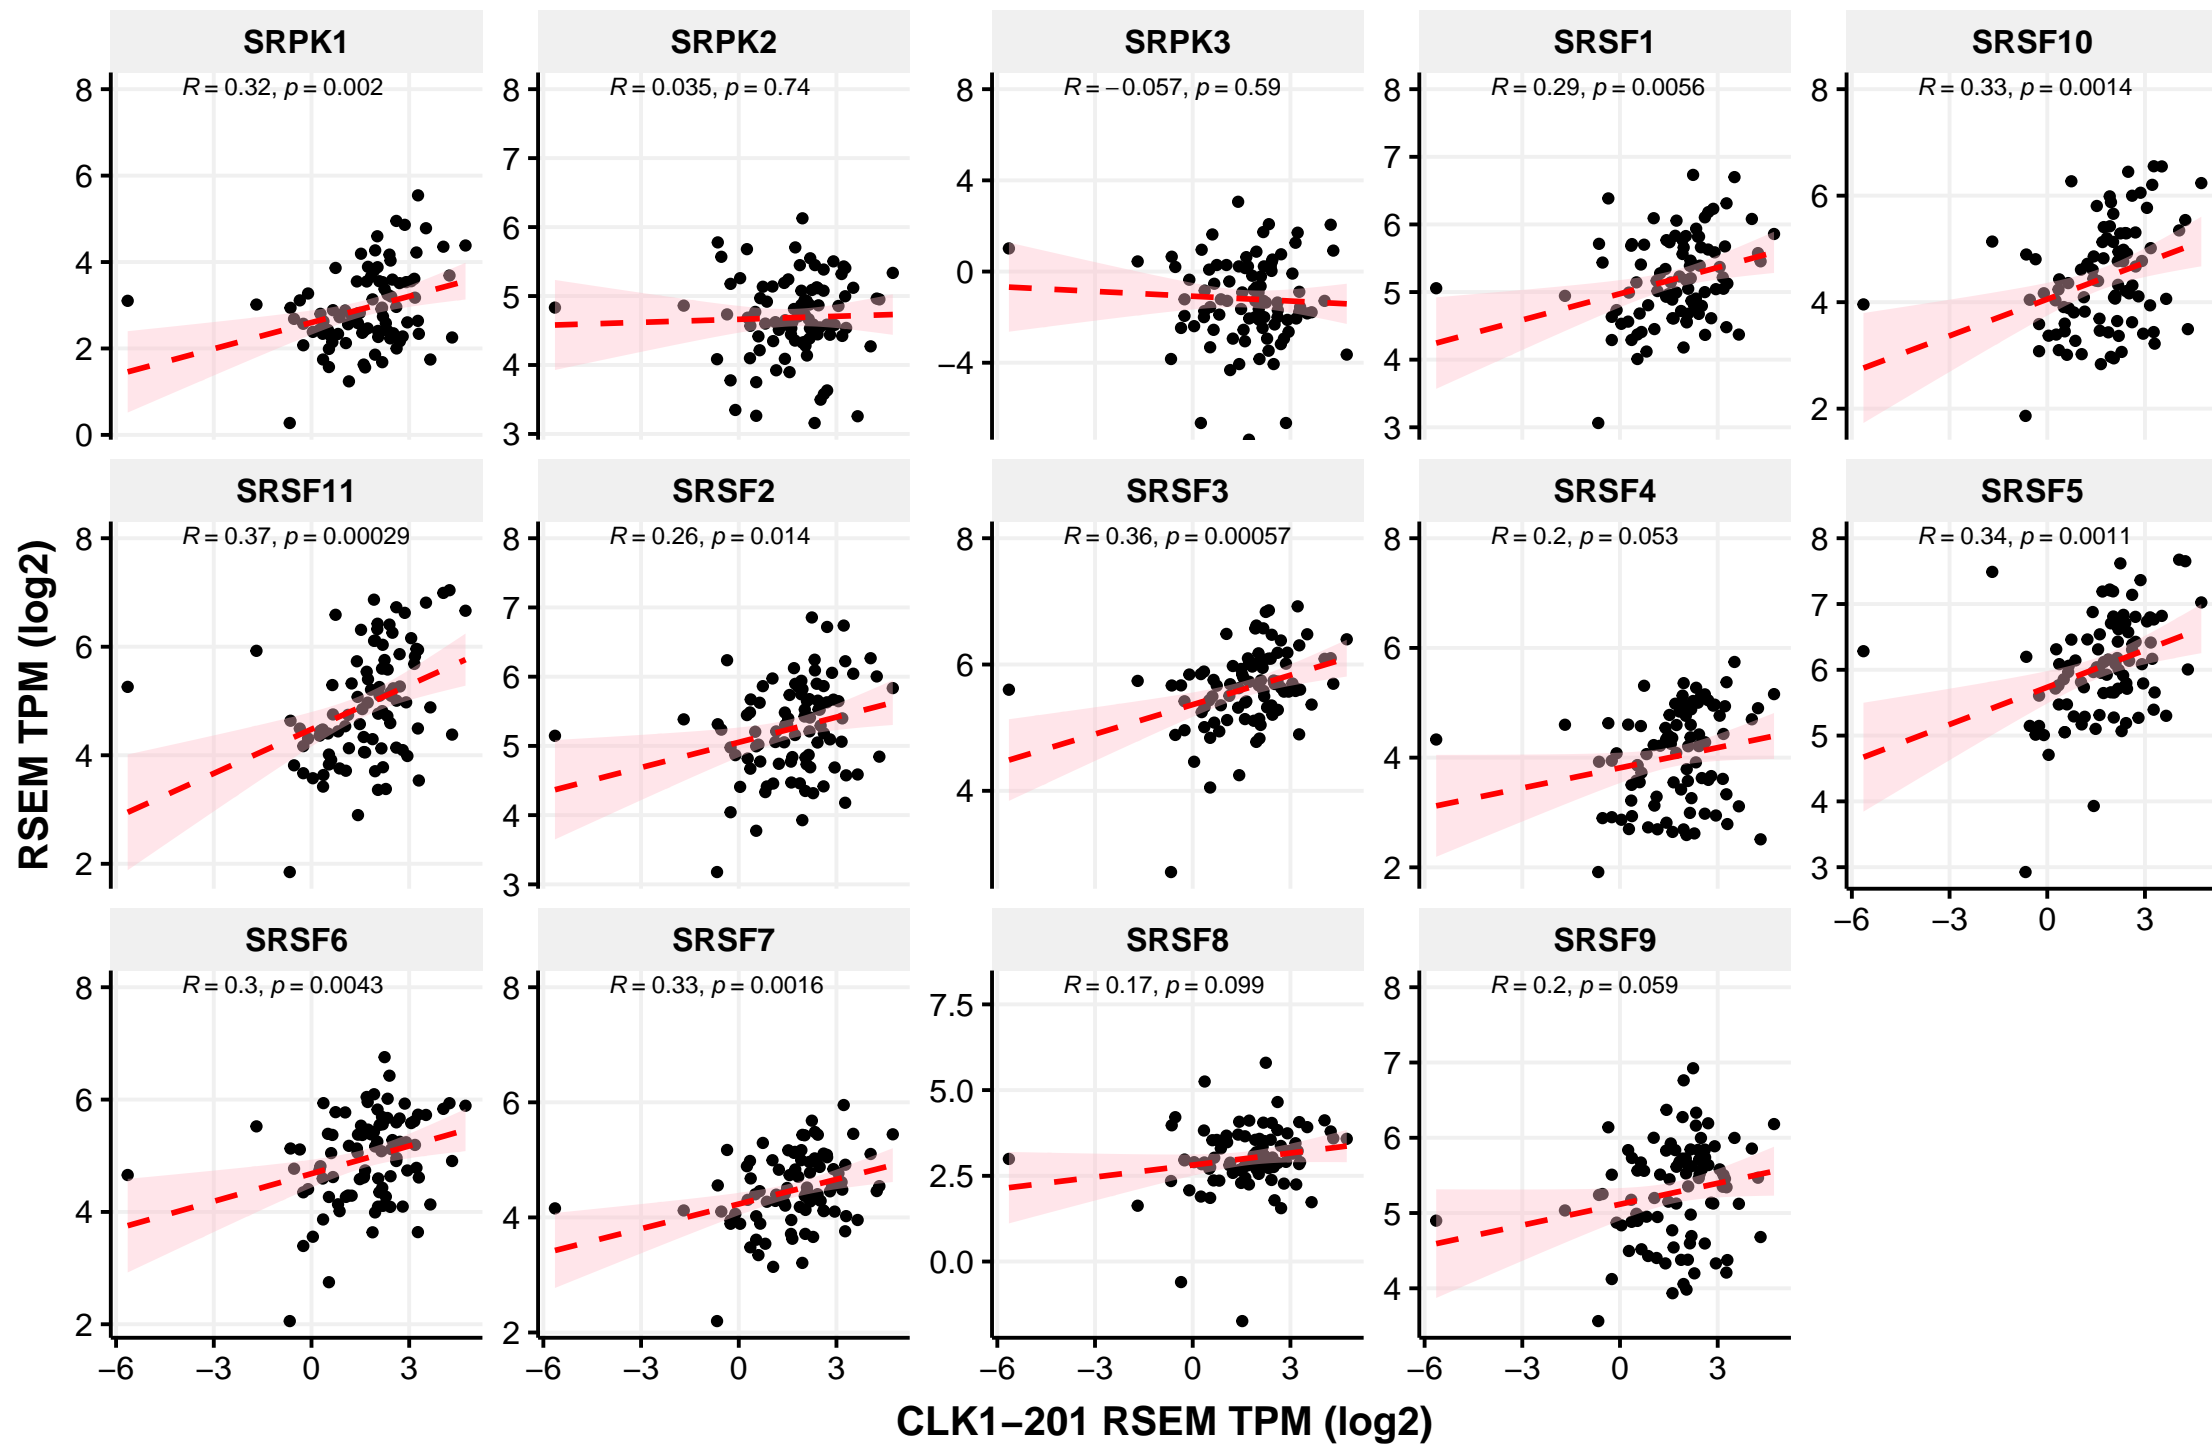 SRPK1 SRPK2 SRPK3 SRSF1 SRSF10
R = 0.32, p = 0.002 R = 0.035, p = 0.74 R = −0.057, p = 0.59 R = 0.29, p = 0.0056 R = 0.33, p = 0.0014
8 6 4 2 0
8 7 6 5 4 3
8 4 0 −4
8 7 6 5 4 3
8 6 4 2
SRSF11 SRSF2 SRSF3 SRSF4 SRSF5
R = 0.37, p = 0.00029 R = 0.26, p = 0.014 R = 0.36, p = 0.00057 R = 0.2, p = 0.053 R = 0.34, p = 0.0011
8 6 4 2
8 7 6 5 4 3
8 6 4
8 6 4 2
8 7 6 5 4 3
−6 −3 0 3
RSEM TPM (log2)
SRSF6 SRSF7 SRSF8 SRSF9
R = 0.3, p = 0.0043 R = 0.33, p = 0.0016 R = 0.17, p = 0.099 R = 0.2, p = 0.059
8 6 4 2
8 6 4 2
7.5 5.0 2.5 0.0
8 7 6 5 4
−6 −3 0 3 −6 −3 0 3 −6 −3 0 3 −6 −3 0 3
CLK1−201 RSEM TPM (log2)